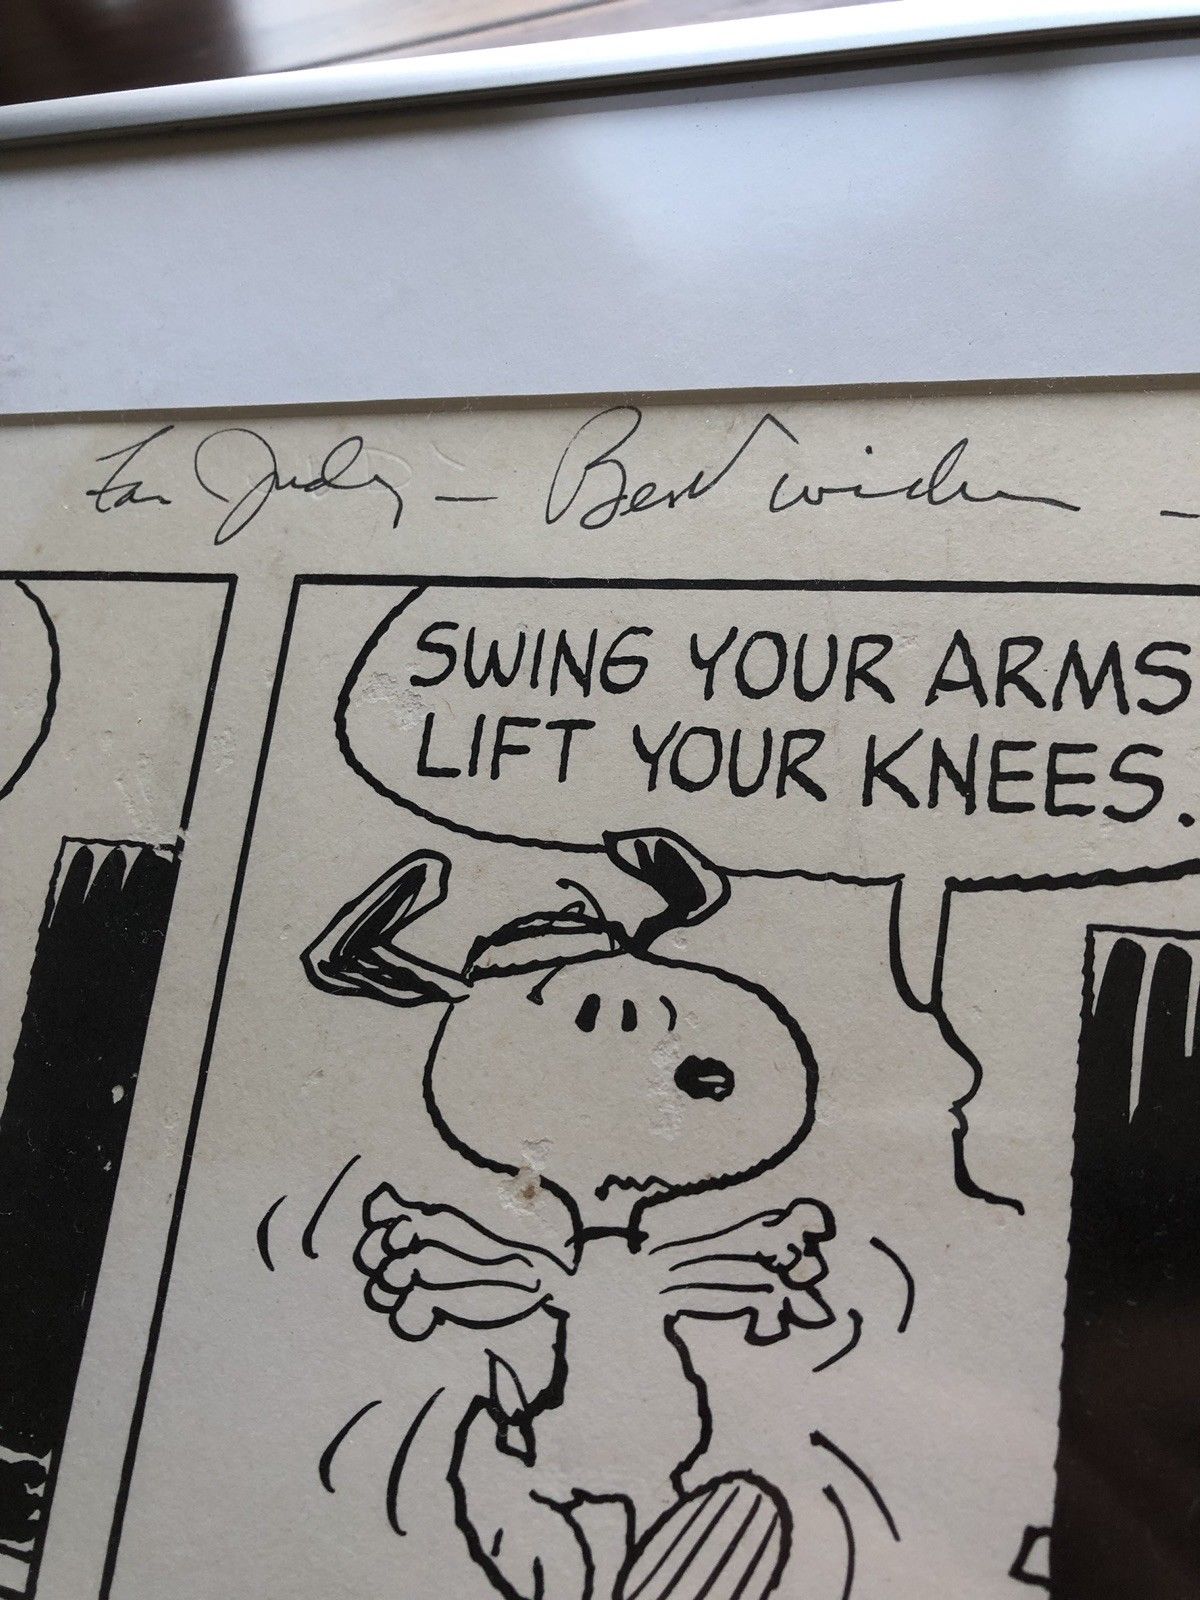 For Judy – Best wishes –
SWING YOUR ARMS
LIFT YOUR KNEES.